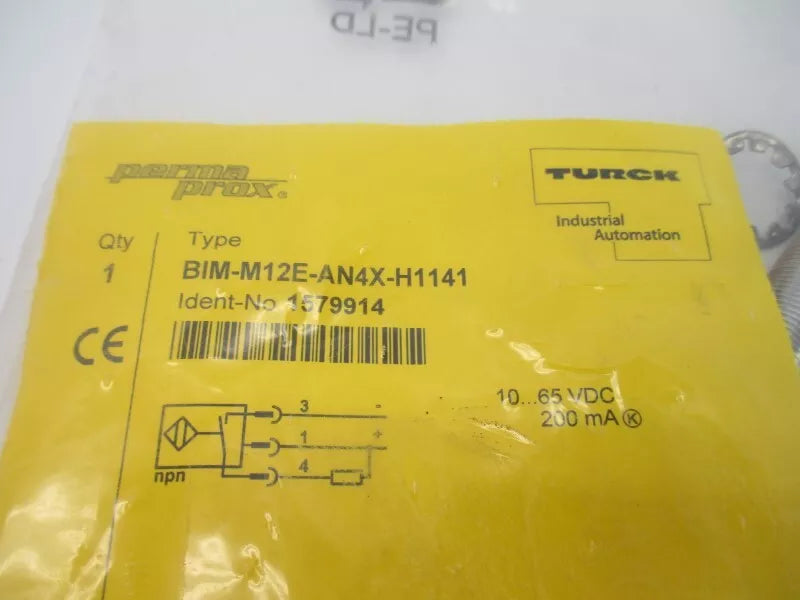 PE-LD
perma
prox®
TURCK
Industrial
Automation
Qty
Type
1
BIM-M12E-AN4X-H1141
Ident-No 1579914
CE
10...65 VDC
200 mA Ⓚ
3 -
1 +
4
npn